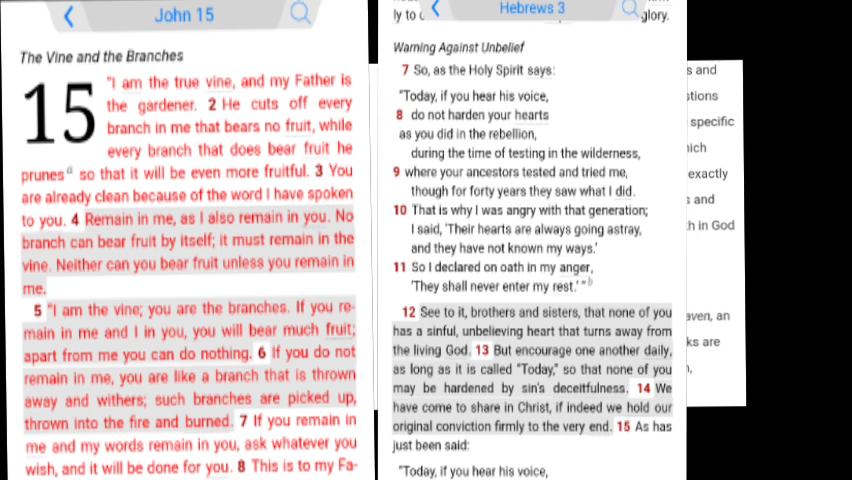 John 15
The Vine and the Branches
15 "I am the true vine, and my Father is
the gardener. 2 He cuts off every
branch in me that bears no fruit, while
every branch that does bear fruit he
prunes a so that it will be even more fruitful. 3 You
are already clean because of the word I have spoken
to you. 4 Remain in me, as I also remain in you. No
branch can bear fruit by itself; it must remain in the
vine. Neither can you bear fruit unless you remain in
me.
5 "I am the vine; you are the branches. If you re-
main in me and I in you, you will bear much fruit;
apart from me you can do nothing. 6 If you do not
remain in me, you are like a branch that is thrown
away and withers; such branches are picked up,
thrown into the fire and burned. 7 If you remain in
me and my words remain in you, ask whatever you
wish, and it will be done for you. 8 This is to my Fa-
Hebrews 3
ly to
glory.
Warning Against Unbelief
7 So, as the Holy Spirit says:
"Today, if you hear his voice,
8 do not harden your hearts
as you did in the rebellion,
during the time of testing in the wilderness,
9 where your ancestors tested and tried me,
though for forty years they saw what I did.
10 That is why I was angry with that generation;
I said, 'Their hearts are always going astray,
and they have not known my ways.'
11 So I declared on oath in my anger,
'They shall never enter my rest.' " b
12 See to it, brothers and sisters, that none of you
has a sinful, unbelieving heart that turns away from
the living God. 13 But encourage one another daily,
as long as it is called "Today," so that none of you
may be hardened by sin's deceitfulness. 14 We
have come to share in Christ, if indeed we hold our
original conviction firmly to the very end. 15 As has
just been said:
"Today, if you hear his voice,
s and
stions
specific
ich
exactly
s and
h in God
aven, an
ks are